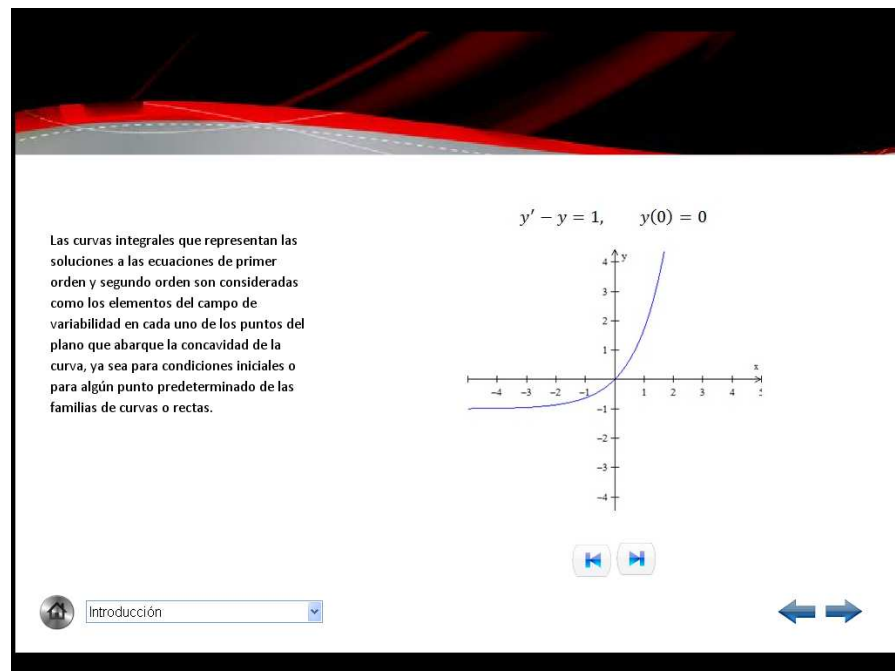 y′ − y = 1, y(0) = 0
Las curvas integrales que representan las
soluciones a las ecuaciones de primer
orden y segundo orden son consideradas
como los elementos del campo de
variabilidad en cada uno de los puntos del
plano que abarque la concavidad de la
curva, ya sea para condiciones iniciales o
para algún punto predeterminado de las
familias de curvas o rectas.
y
4
3
2
1
x
−4 −3 −2 −1 1 2 3 4
−1
−2
−3
−4
Introducción